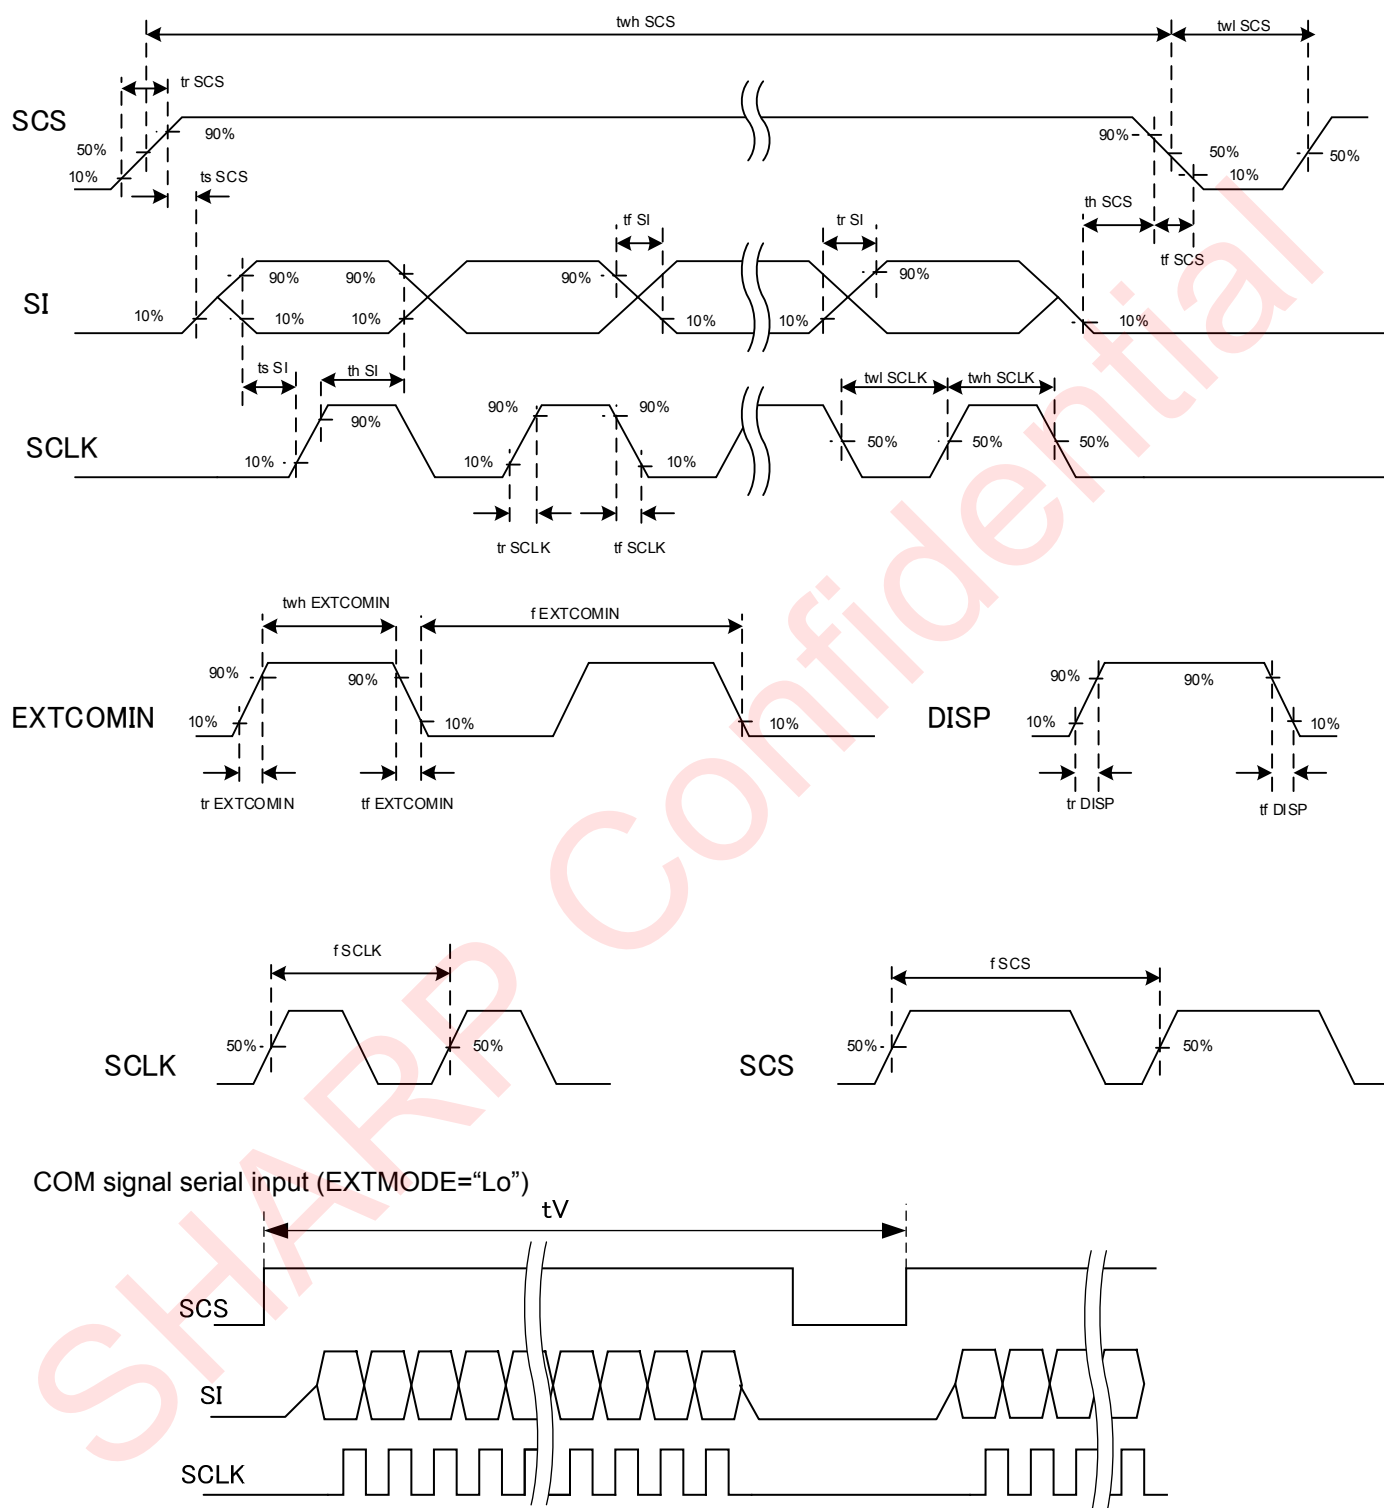 twh SCS
twl SCS
tr SCS
SCS
90%
90%
50%
50%
50%
10%
10%
ts SCS
th SCS
tf SCS
tf SI
tr SI
SI
90%
90%
90%
90%
10%
10%
10%
10%
10%
10%
ts SI
th SI
twl SCLK
twh SCLK
SCLK
90%
90%
90%
50%
50%
50%
10%
10%
10%
tr SCLK
tf SCLK
twh EXTCOMIN
f EXTCOMIN
EXTCOMIN
90%
90%
10%
10%
10%
tr EXTCOMIN
tf EXTCOMIN
DISP
90%
90%
10%
10%
tr DISP
tf DISP
f SCLK
SCLK
50%
50%
f SCS
SCS
50%
50%
COM signal serial input (EXTMODE=“Lo”)
tV
SCS
SI
SCLK
SHARP Confidential